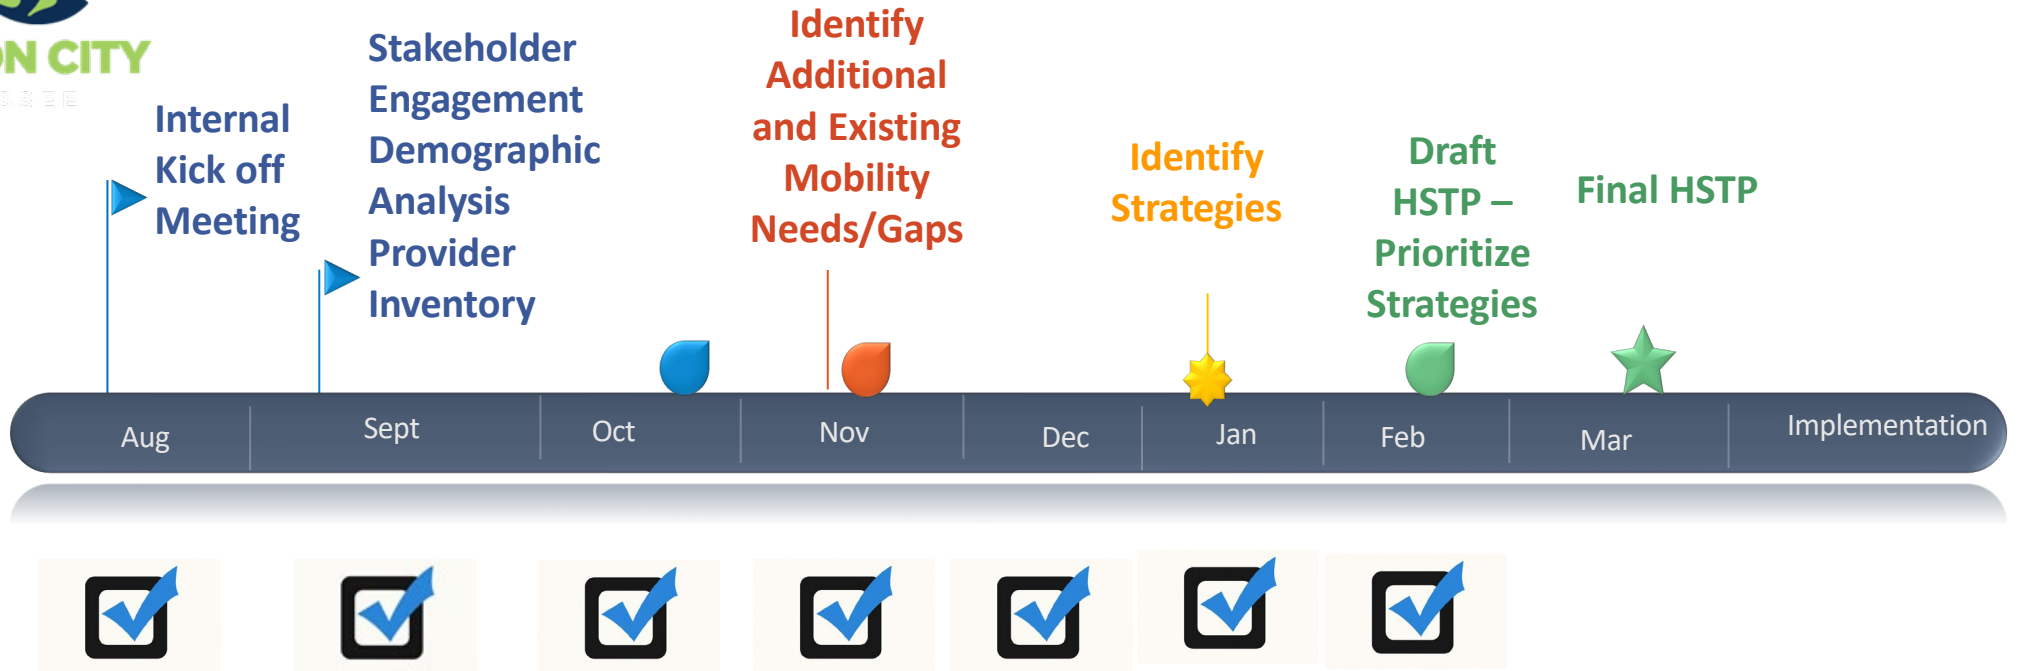 ON CITY
Internal
Kick off
Meeting
Stakeholder
Engagement
Demographic
Analysis
Provider
Inventory
Identify
Additional
and Existing
Mobility
Needs/Gaps
Identify
Strategies
Draft
HSTP –
Prioritize
Strategies
Final HSTP
Aug
Sept
Oct
Nov
Dec
Jan
Feb
Mar
Implementation